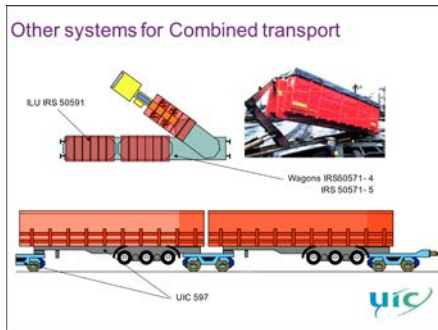 Other systems for Combined transport
ILU IRS 50591
Wagons IRS50571- 4
IRS 50571- 5
UIC 597
uic